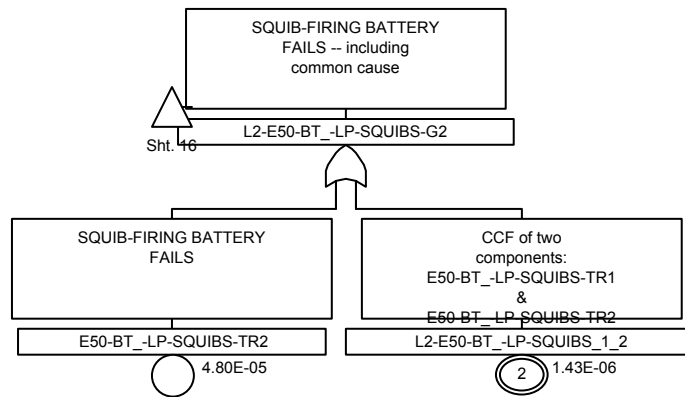 SQUIB-FIRING BATTERY
FAILS -- including
common cause
L2-E50-BT_-LP-SQUIBS-G2
Sht. 16
SQUIB-FIRING BATTERY
FAILS
E50-BT_-LP-SQUIBS-TR2
4.80E-05
CCF of two
components:
E50-BT_-LP-SQUIBS-TR1
&
E50-BT_-LP-SQUIBS-TR2
L2-E50-BT_-LP-SQUIBS_1_2
2
1.43E-06